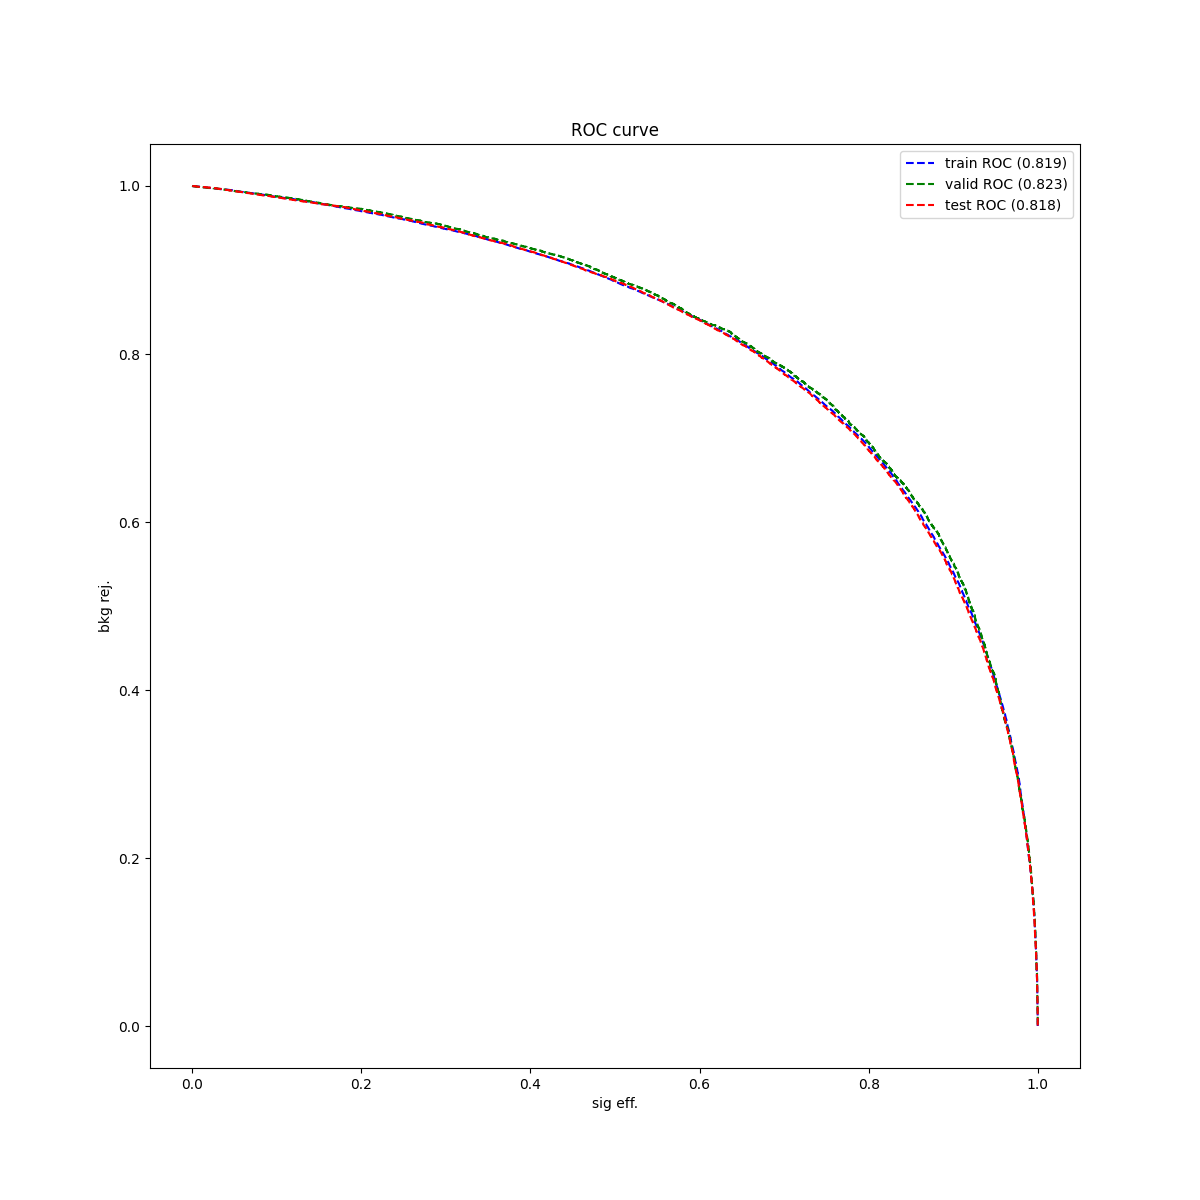 ROC curve
train ROC (0.819)
valid ROC (0.823)
test ROC (0.818)
1.0
0.8
0.6
0.4
0.2
0.0
bkg rej.
0.0 0.2 0.4 0.6 0.8 1.0
sig eff.